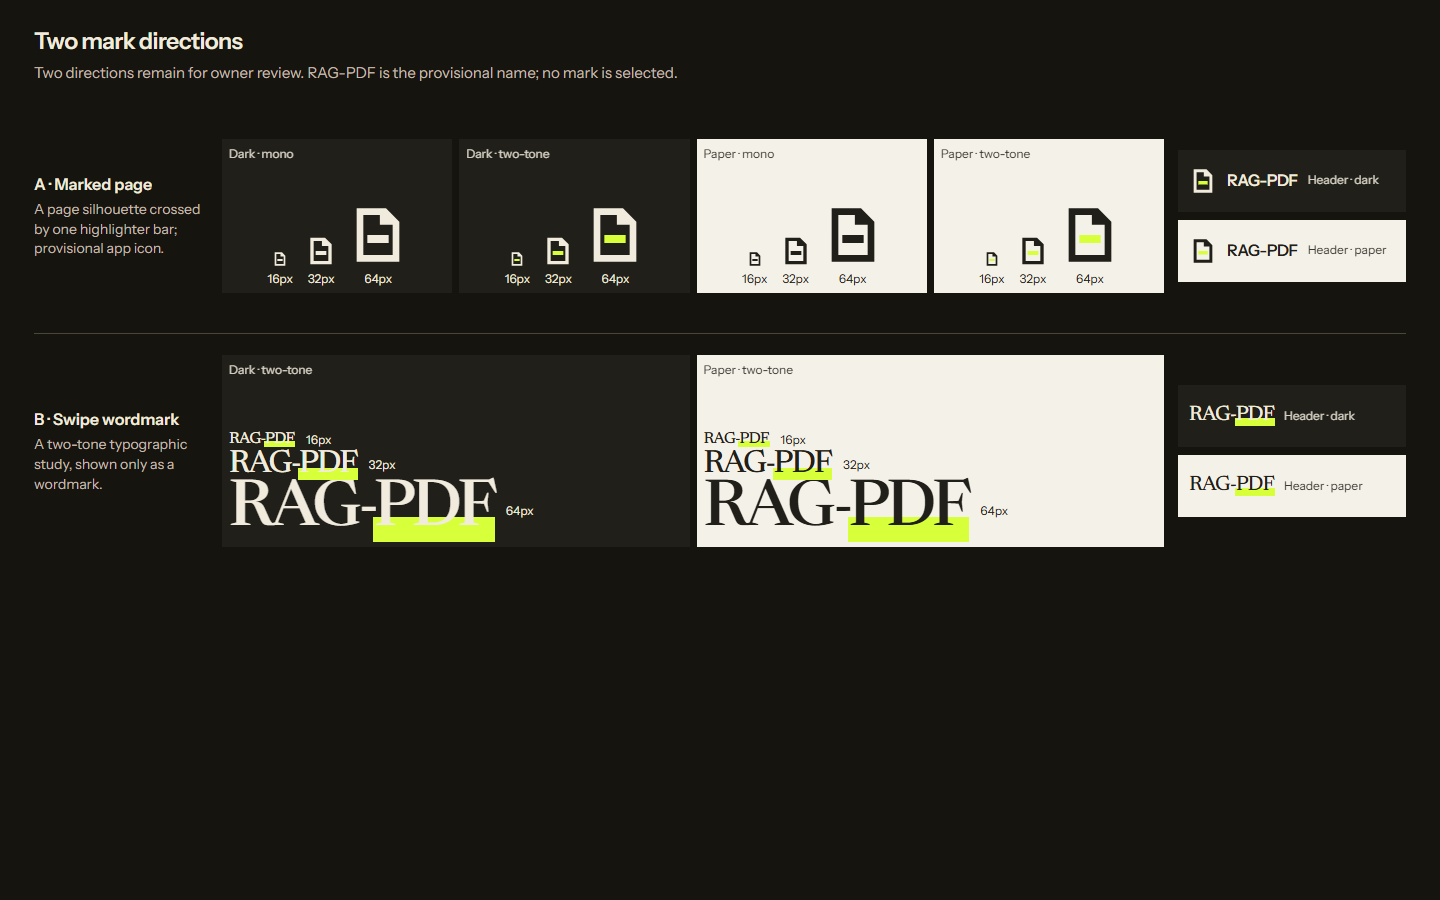 Two mark directions
Two directions remain for owner review. RAG-PDF is the provisional name; no mark is selected.
A · Marked page
A page silhouette crossed
by one highlighter bar;
provisional app icon.
Dark · mono
16px 32px 64px
Dark · two-tone
16px 32px 64px
Paper · mono
16px 32px 64px
Paper · two-tone
16px 32px 64px
RAG-PDF Header · dark
RAG-PDF Header · paper
B · Swipe wordmark
A two-tone typographic
study, shown only as a
wordmark.
Dark · two-tone
RAG-PDF 16px
RAG-PDF 32px
RAG-PDF 64px
Paper · two-tone
RAG-PDF 16px
RAG-PDF 32px
RAG-PDF 64px
RAG-PDF Header · dark
RAG-PDF Header · paper